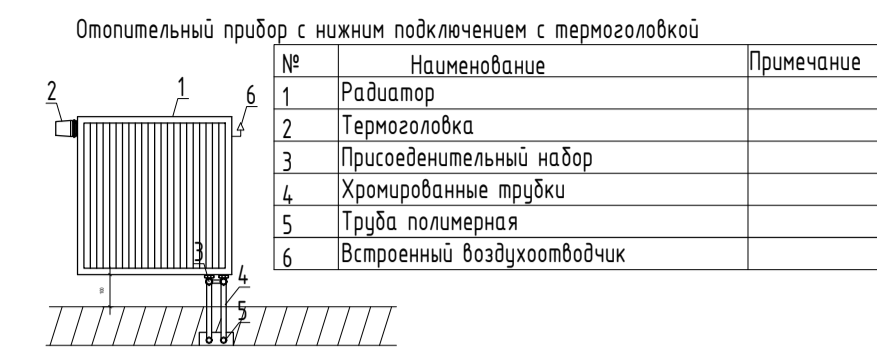 Отопительный прибор с нижним подключением с термоголовкой
№ Наименование Примечание
1 Радиатор
2 Термоголовка
3 Присоеденительный набор
4 Хромированные трубки
5 Труба полимерная
6 Встроенный воздухоотводчик
2 1 6
3
4
5
100